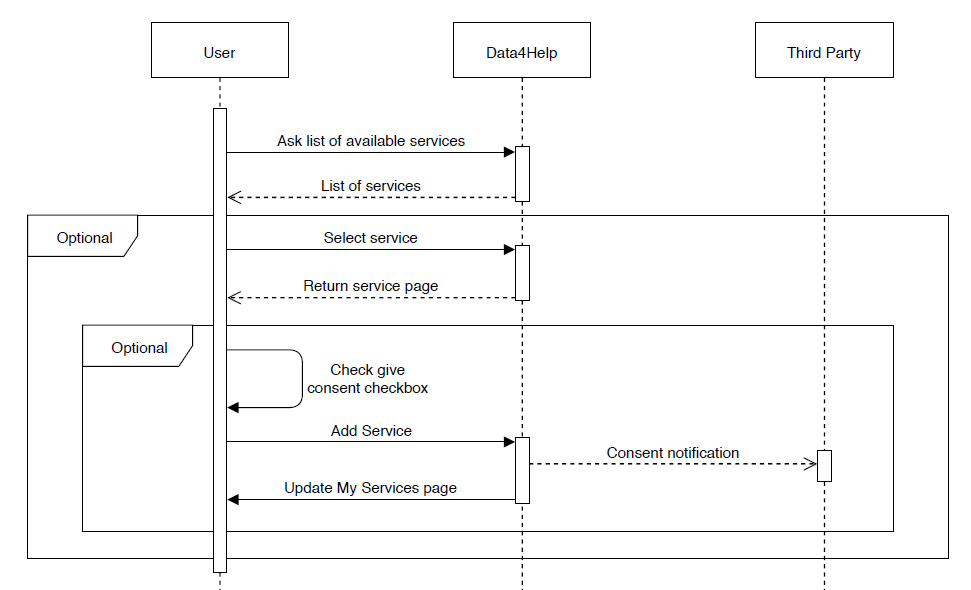 User
Data4Help
Third Party
Ask list of available services
List of services
Optional
Select service
Return service page
Optional
Check give
consent checkbox
Add Service
Consent notification
Update My Services page